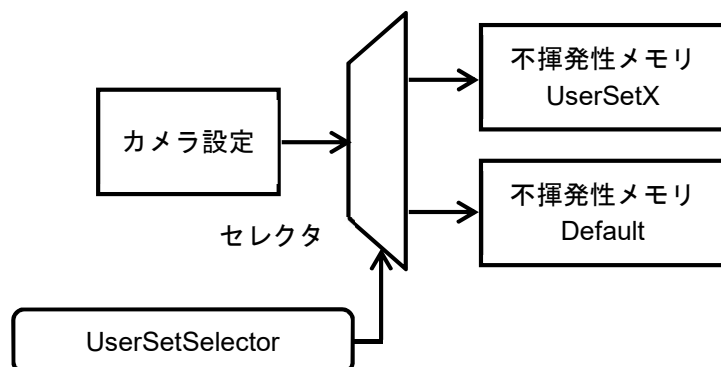 不揮発性メモリ
UserSetX
カメラ設定
不揮発性メモリ
Default
セレクタ
UserSetSelector